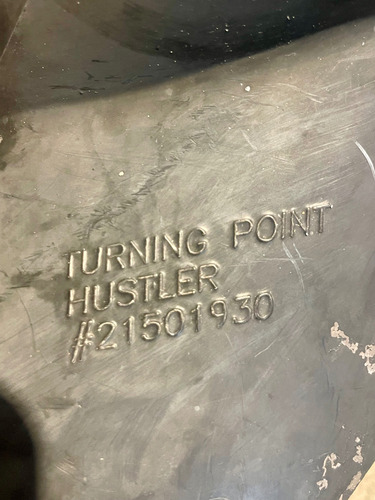 TURNING POINT
HUSTLER
#21501930